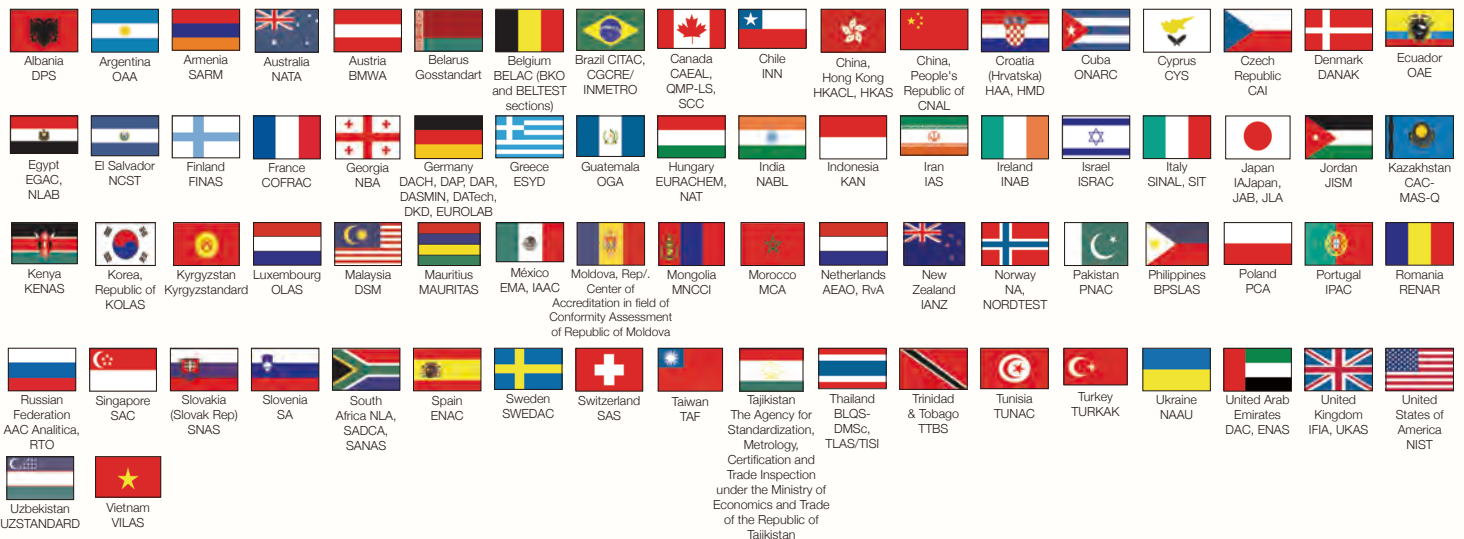 Albania
DPS
Argentina
OAA
Armenia
SARM
Australia
NATA
Austria
BMWA
Belarus
Gosstandart
Belgium
BELAC (BKO
and BELTEST
sections)
Brazil CITAC,
CGCRE/
INMETRO
Canada
CAEAL,
QMP-LS,
SCC
Chile
INN
China,
Hong Kong
HKACL, HKAS
China,
People's
Republic of
CNAL
Croatia
(Hrvatska)
HAA, HMD
Cuba
ONARC
Cyprus
CYS
Czech
Republic
CAI
Denmark
DANAK
Ecuador
OAE
Egypt
EGAC,
NLAB
El Salvador
NCST
Finland
FINAS
France
COFRAC
Georgia
NBA
Germany
DACH, DAP, DAR,
DASMIN, DATech,
DKD, EUROLAB
Greece
ESYD
Guatemala
OGA
Hungary
EURACHEM,
NAT
India
NABL
Indonesia
KAN
Iran
IAS
Ireland
INAB
Israel
ISRAC
Italy
SINAL, SIT
Japan
IAJapan,
JAB, JLA
Jordan
JISM
Kazakhstan
CAC-
MAS-Q
Kenya
KENAS
Korea,
Republic of
KOLAS
Kyrgyzstan
Kyrgyzstandard
Luxembourg
OLAS
Malaysia
DSM
Mauritius
MAURITAS
México
EMA, IAAC
Moldova, Rep/.
Center of
Accreditation in field of
Conformity Assessment
of Republic of Moldova
Mongolia
MNCCI
Morocco
MCA
Netherlands
AEAO, RvA
New
Zealand
IANZ
Norway
NA,
NORDTEST
Pakistan
PNAC
Philippines
BPSLAS
Poland
PCA
Portugal
IPAC
Romania
RENAR
Russian
Federation
AAC Analitica,
RTO
Singapore
SAC
Slovakia
(Slovak Rep)
SNAS
Slovenia
SA
South
Africa NLA,
SADCA,
SANAS
Spain
ENAC
Sweden
SWEDAC
Switzerland
SAS
Taiwan
TAF
Tajikistan
The Agency for
Standardization,
Metrology,
Certification and
Trade Inspection
under the Ministry of
Economics and Trade
of the Republic of
Tajikistan
Thailand
BLQS-
DMSc,
TLAS/TISI
Trinidad
& Tobago
TTBS
Tunisia
TUNAC
Turkey
TURKAK
Ukraine
NAAU
United Arab
Emirates
DAC, ENAS
United
Kingdom
IFIA, UKAS
United
States of
America
NIST
Uzbekistan
UZSTANDARD
Vietnam
VILAS